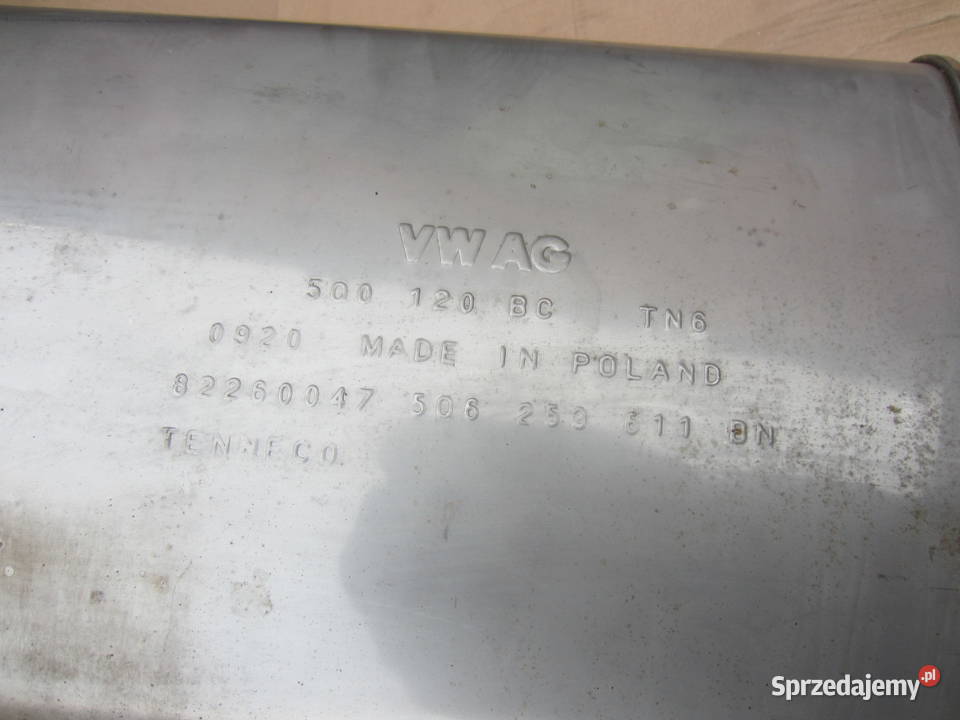 VW AG
5Q0 120 BC TN6
0920 MADE IN POLAND
82260047 5Q6 253 611 BN
TENNECO
Sprzedajemy.pl